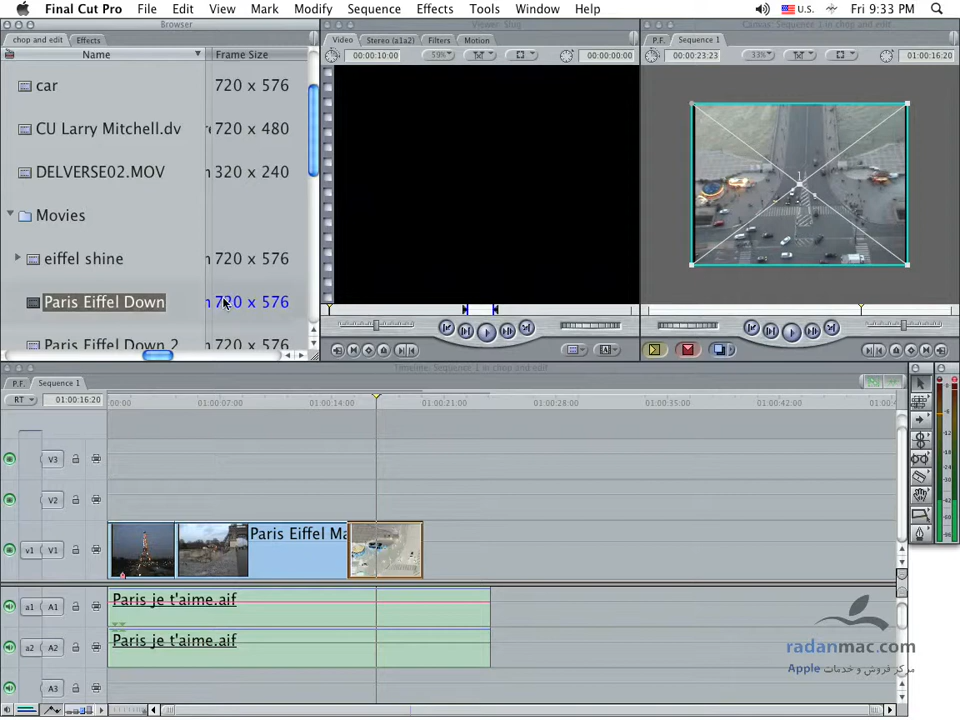 Final Cut Pro File Edit View Mark Modify Sequence Effects Tools Window Help U.S. Fri 9:33 PM
Browser
chop and edit Effects
Name Frame Size
car 720 x 576
CU Larry Mitchell.dv 720 x 480
DELVERSE02.MOV 320 x 240
Movies
eiffel shine 720 x 576
Paris Eiffel Down 720 x 576
Paris Eiffel Down 2 720 x 576
Viewer: Slug
Video Stereo (a1a2) Filters Motion
00:00:10:00 59% 00:00:00:00
Canvas: Sequence 1 in chop and edit
P.F. Sequence 1
00:00:23:23 33% 01:00:16:20
1
Timeline: Sequence 1 in chop and edit
P.F. Sequence 1
RT 01:00:16:20 00:00 01:00:07:00 01:00:14:00 01:00:21:00 01:00:28:00 01:00:35:00 01:00:42:00
V3
V2
v1 V1 Paris Eiffel Ma
a1 A1 Paris je t'aime.aif
a2 A2 Paris je t'aime.aif
A3
radanmac.com
مرکز فروش و خدمات Apple